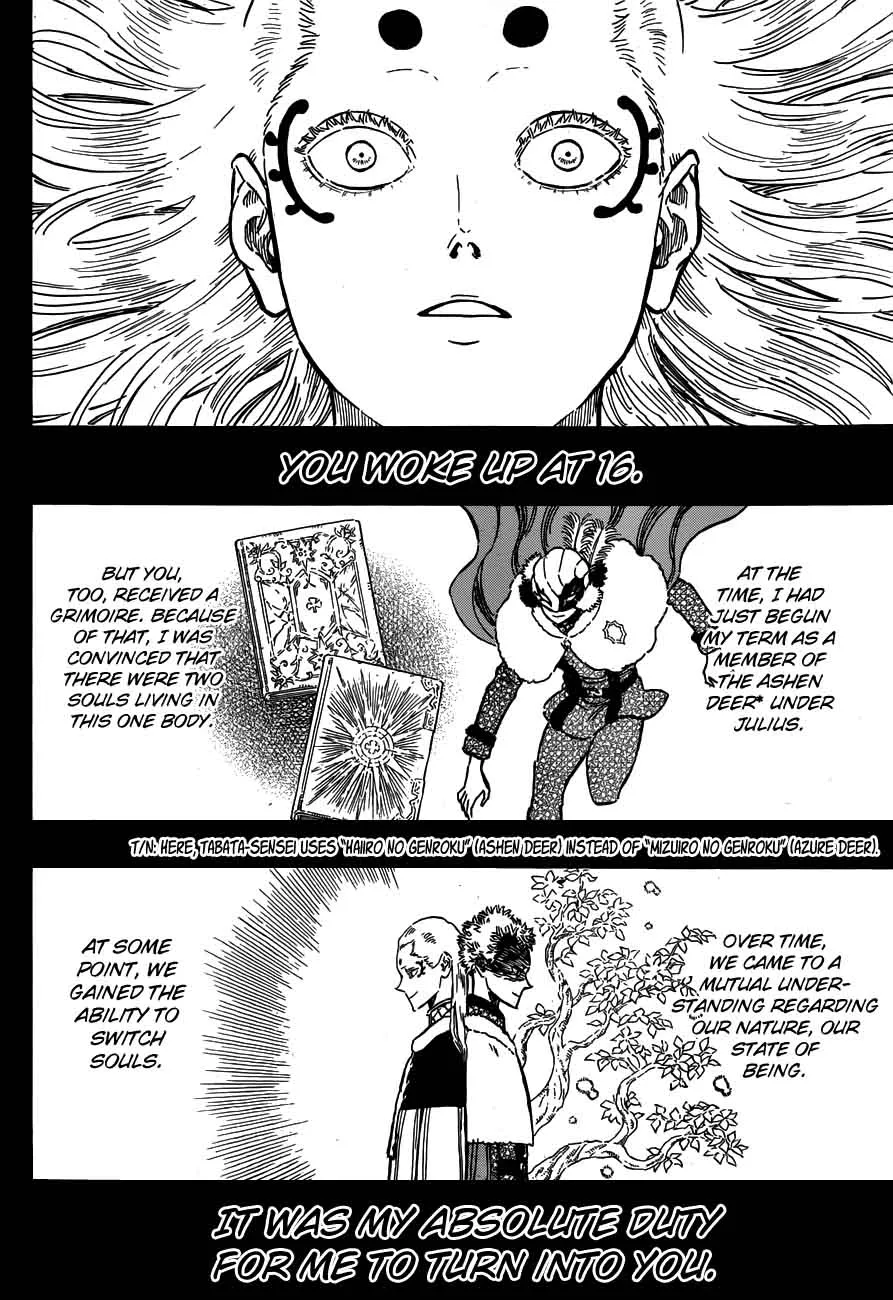 YOU WOKE UP AT 16.
AT THE
TIME, I HAD
JUST BEGUN
MY TERM AS A
MEMBER OF
"THE ASHEN
DEER* UNDER
JULIUS.
BUT YOU,
TOO, RECEIVED A
GRIMOIRE. BECAUSE
OF THAT, I WAS
CONVINCED THAT
THERE WERE TWO
SOULS LIVING IN
THIS ONE BODY.
T/N: HERE, TABATA-SENSEI USES "HAIIRO NO GENROKU" (ASHEN DEER) INSTEAD OF "MIZUIRO NO GENROKU" (AZURE DEER).
OVER TIME,
WE CAME TO A
MUTUAL UNDER-
STANDING REGARDING
OUR NATURE, OUR
STATE OF
BEING.
AT SOME
POINT, WE
GAINED THE
ABILITY TO
SWITCH
SOULS.
IT WAS MY ABSOLUTE DUTY
FOR ME TO TURN INTO YOU.